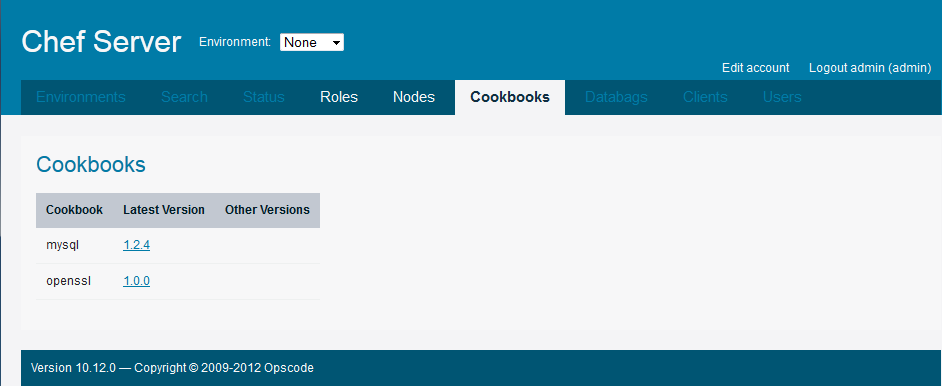 Chef Server Environment: None
Edit account Logout admin (admin)
Environments Search Status Roles Nodes Cookbooks Databags Clients Users
Cookbooks
Cookbook Latest Version Other Versions
mysql 1.2.4
openssl 1.0.0
Version 10.12.0 — Copyright © 2009-2012 Opscode